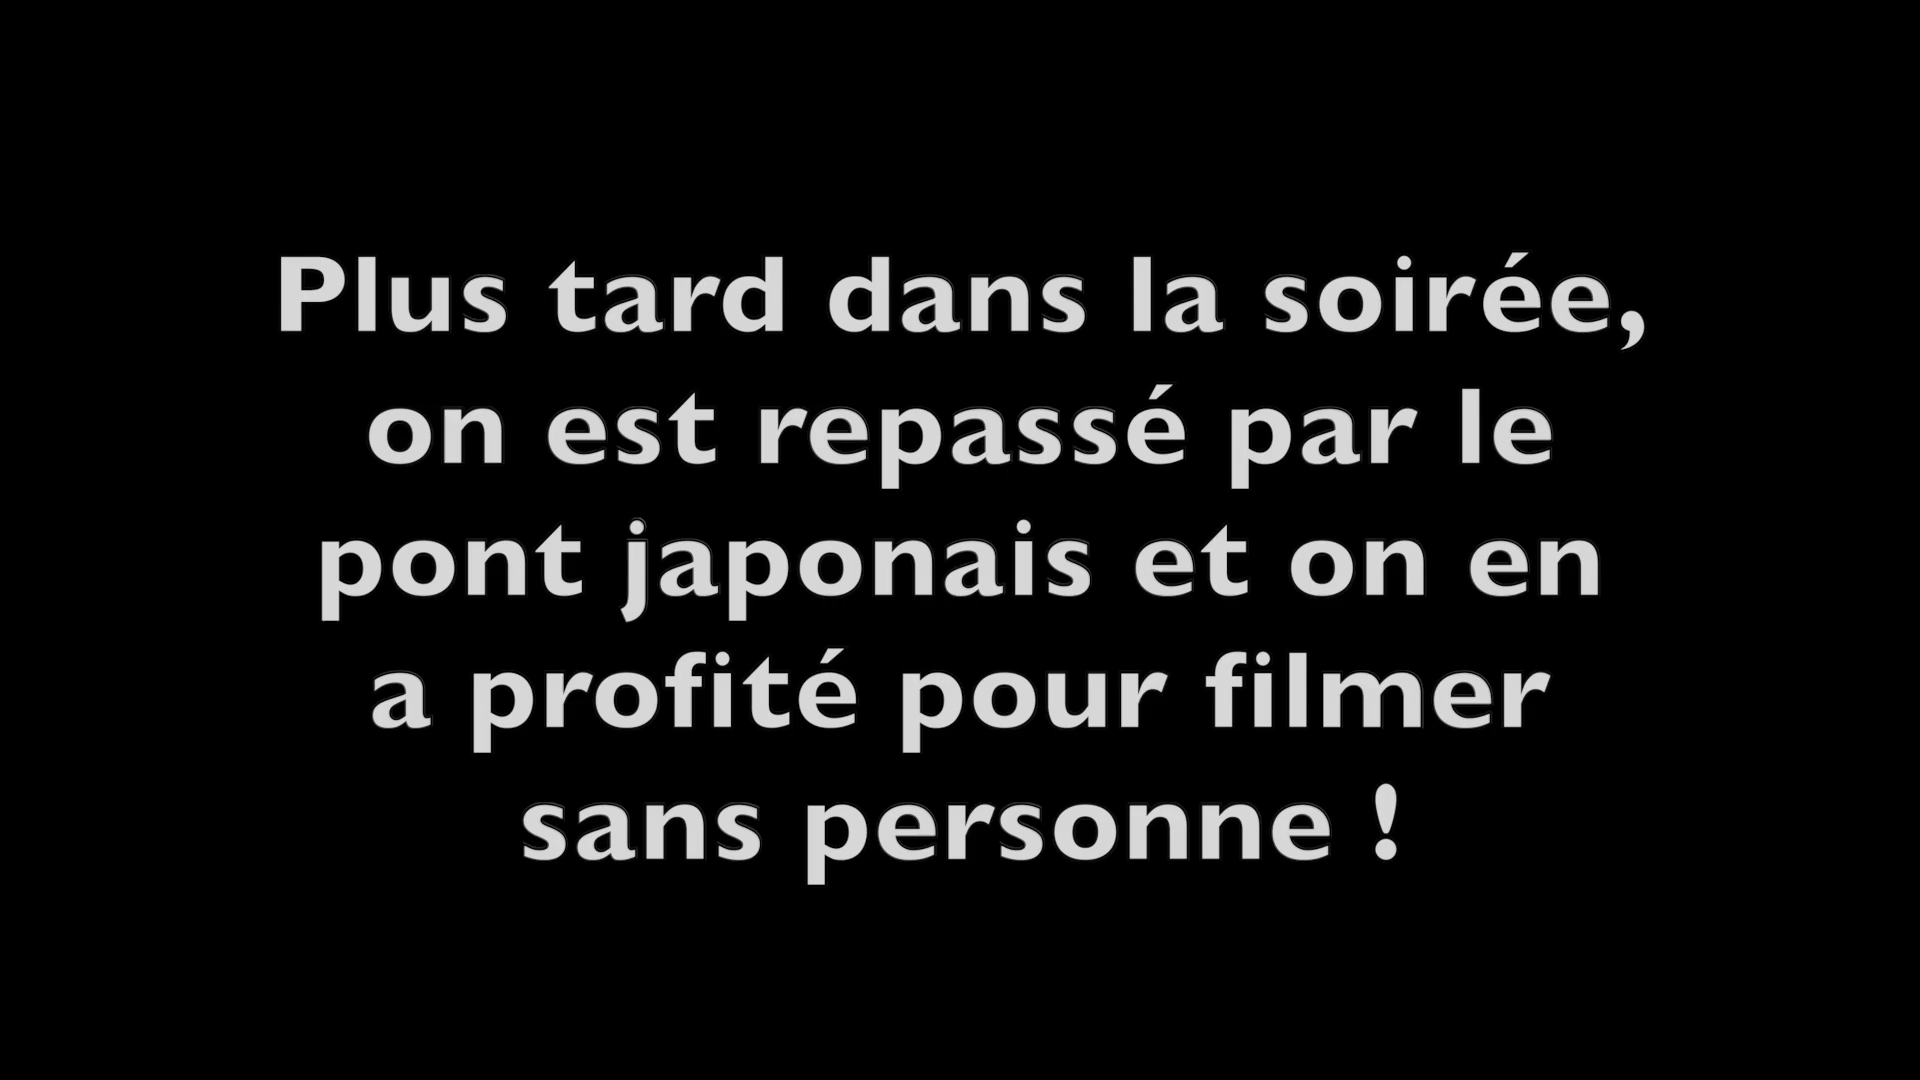 Plus tard dans la soirée,
on est repassé par le
pont japonais et on en
a profité pour filmer
sans personne !